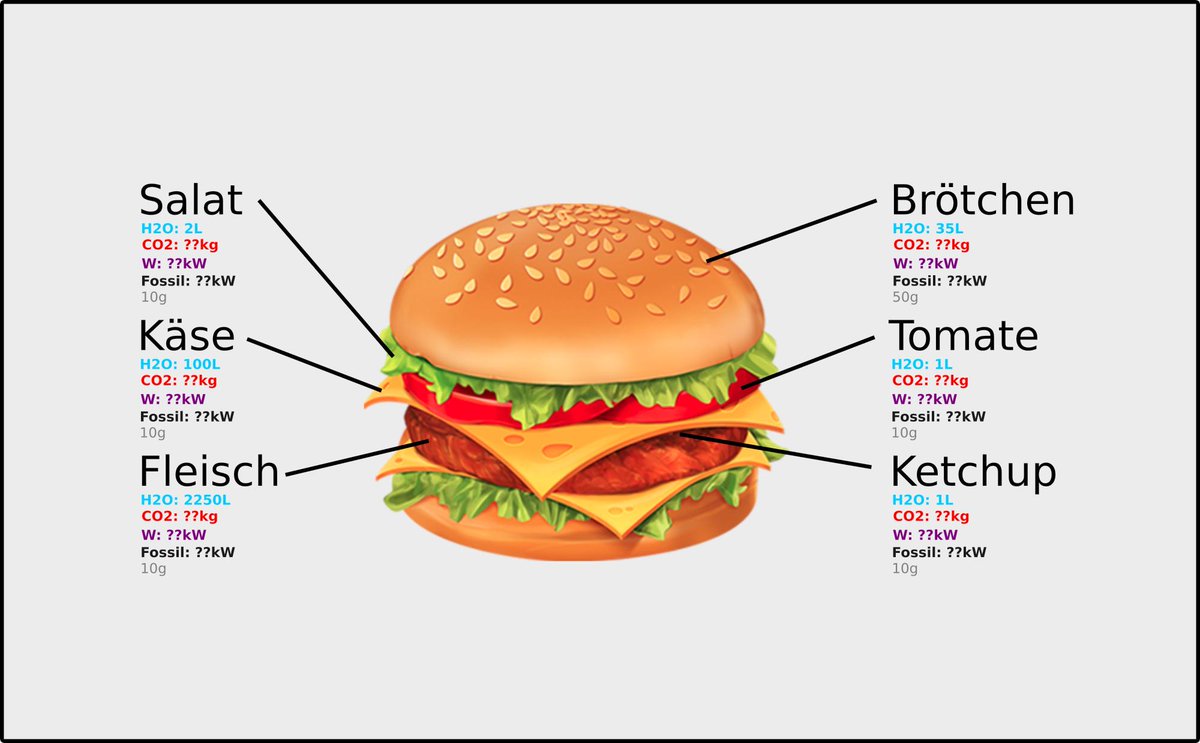 Salat
H2O: 2L
CO2: ??kg
W: ??kW
Fossil: ??kW
10g
Käse
H2O: 100L
CO2: ??kg
W: ??kW
Fossil: ??kW
10g
Fleisch
H2O: 2250L
CO2: ??kg
W: ??kW
Fossil: ??kW
10g
Brötchen
H2O: 35L
CO2: ??kg
W: ??kW
Fossil: ??kW
50g
Tomate
H2O: 1L
CO2: ??kg
W: ??kW
Fossil: ??kW
10g
Ketchup
H2O: 1L
CO2: ??kg
W: ??kW
Fossil: ??kW
10g